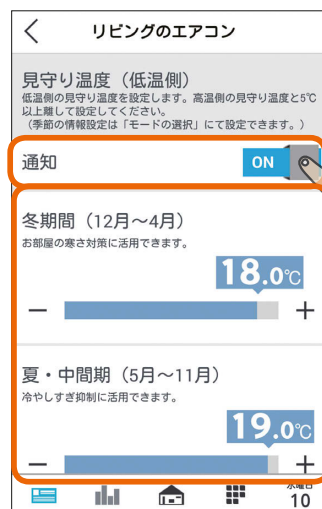 リビングのエアコン
見守り温度（低温側）
低温側の見守り温度を設定します。高温側の見守り温度と5℃
以上離して設定してください。
（季節の情報設定は「モードの選択」にて設定できます。）
通知
ON
冬期間（12月～4月）
お部屋の寒さ対策に活用できます。
18.0℃
夏・中間期（5月～11月）
冷やしすぎ抑制に活用できます。
19.0℃
水曜日
10